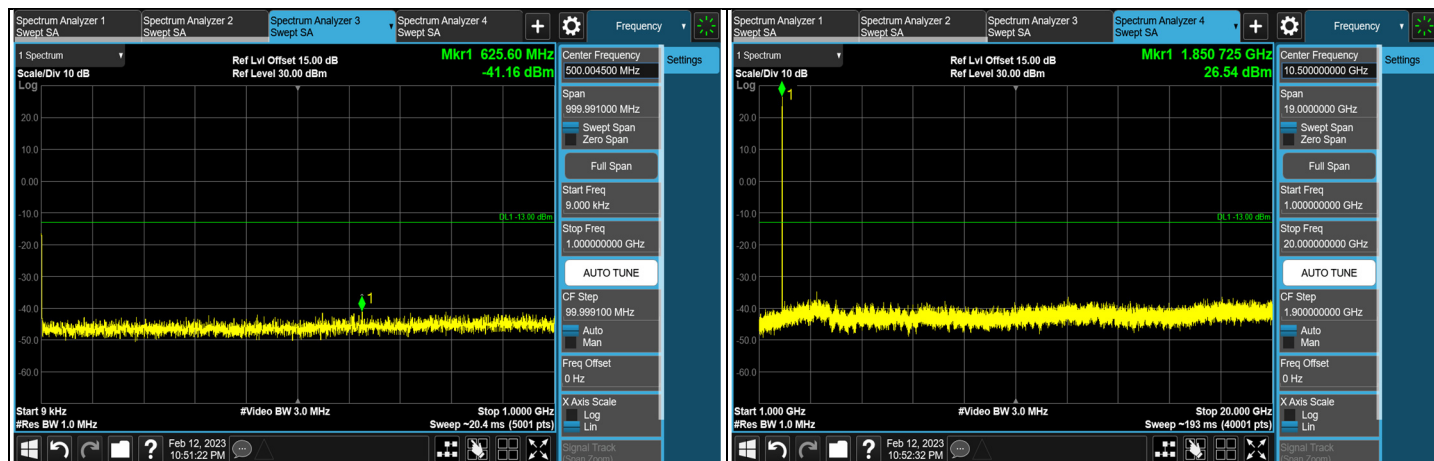 Spectrum Analyzer 1
Swept SA
Spectrum Analyzer 2
Swept SA
Spectrum Analyzer 3
Swept SA
Spectrum Analyzer 4
Swept SA
+
Frequency
1 Spectrum
Scale/Div 10 dB
Log
Ref Lvl Offset 15.00 dB
Ref Level 30.00 dBm
Mkr1 625.60 MHz
-41.16 dBm
20.0
10.0
0.00
-10.0
-20.0
-30.0
-40.0
-50.0
-60.0
DL1 -13.00 dBm
1
Start 9 kHz
#Res BW 1.0 MHz
#Video BW 3.0 MHz
Stop 1.0000 GHz
Sweep ~20.4 ms (5001 pts)
Center Frequency
500.004500 MHz
Settings
Span
999.991000 MHz
Swept Span
Zero Span
Full Span
Start Freq
9.000 kHz
Stop Freq
1.000000000 GHz
AUTO TUNE
CF Step
99.999100 MHz
Auto
Man
Freq Offset
0 Hz
X Axis Scale
Log
Lin
Signal Track
(Span Zoom)
?
Feb 12, 2023
10:51:22 PM
Spectrum Analyzer 1
Swept SA
Spectrum Analyzer 2
Swept SA
Spectrum Analyzer 3
Swept SA
Spectrum Analyzer 4
Swept SA
+
Frequency
1 Spectrum
Scale/Div 10 dB
Log
Ref Lvl Offset 15.00 dB
Ref Level 30.00 dBm
Mkr1 1.850 725 GHz
26.54 dBm
1
20.0
10.0
0.00
-10.0
-20.0
-30.0
-40.0
-50.0
-60.0
DL1 -13.00 dBm
Start 1.000 GHz
#Res BW 1.0 MHz
#Video BW 3.0 MHz
Stop 20.000 GHz
Sweep ~193 ms (40001 pts)
Center Frequency
10.500000000 GHz
Settings
Span
19.0000000 GHz
Swept Span
Zero Span
Full Span
Start Freq
1.000000000 GHz
Stop Freq
20.000000000 GHz
AUTO TUNE
CF Step
1.900000000 GHz
Auto
Man
Freq Offset
0 Hz
X Axis Scale
Log
Lin
Signal Track
(Span Zoom)
?
Feb 12, 2023
10:52:32 PM